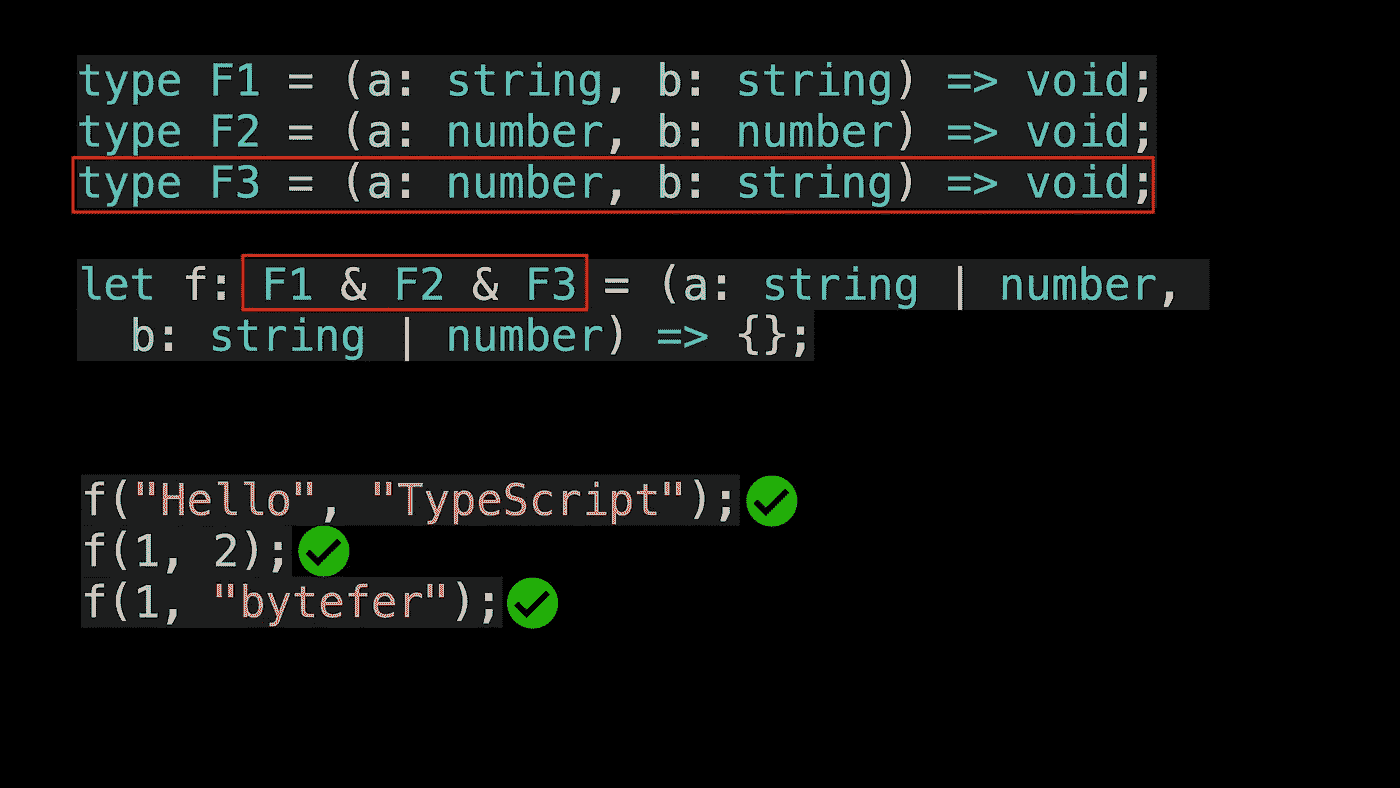 type F1 = (a: string, b: string) => void;
type F2 = (a: number, b: number) => void;
type F3 = (a: number, b: string) => void;
let f: F1 & F2 & F3 = (a: string | number,
b: string | number) => {};
f("Hello", "TypeScript");
f(1, 2);
f(1, "bytefer");